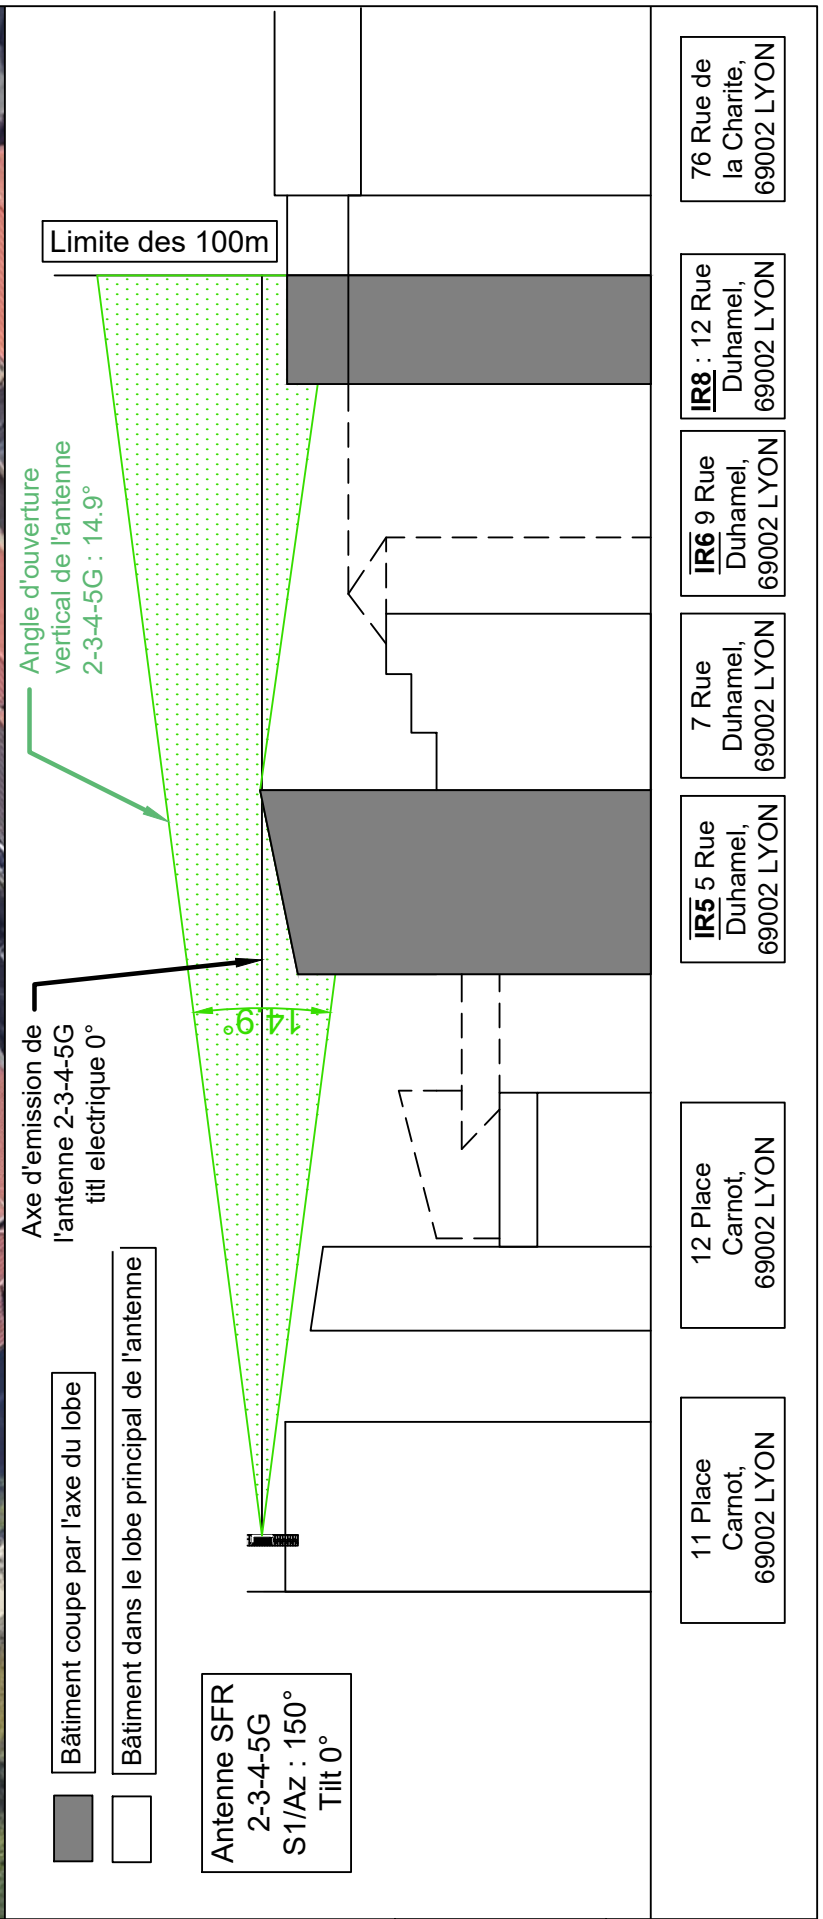 Bâtiment coupe par l'axe du lobe
Bâtiment dans le lobe principal de l'antenne
Antenne SFR
2-3-4-5G
S1/Az : 150°
Tilt 0°
Axe d'emission de
l'antenne 2-3-4-5G
titl electrique 0°
Angle d'ouverture
vertical de l'antenne
2-3-4-5G : 14.9°
Limite des 100m
14.9°
11 Place
Carnot,
69002 LYON
12 Place
Carnot,
69002 LYON
IR5 5 Rue
Duhamel,
69002 LYON
7 Rue
Duhamel,
69002 LYON
IR6 9 Rue
Duhamel,
69002 LYON
IR8 : 12 Rue
Duhamel,
69002 LYON
76 Rue de
la Charite,
69002 LYON